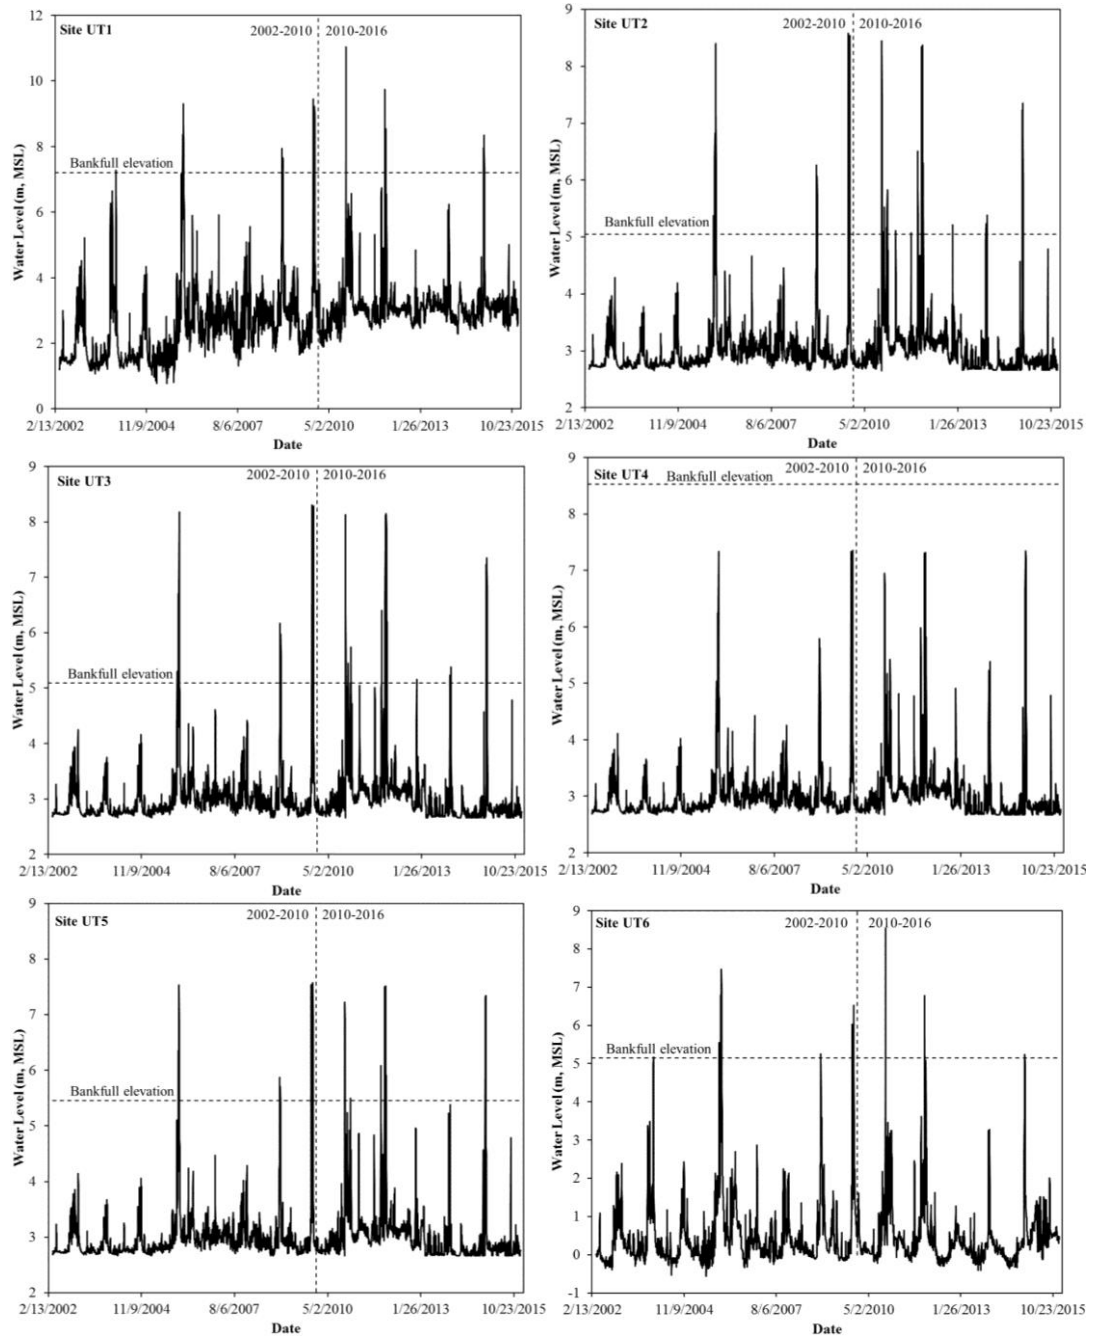 Site UT1
2002-2010 2010-2016
Bankfull elevation
Water Level (m, MSL)
12
10
8
6
4
2
0
2/13/2002 11/9/2004 8/6/2007 5/2/2010 1/26/2013 10/23/2015
Date
Site UT2
2002-2010 2010-2016
Bankfull elevation
Water Level (m, MSL)
9
8
7
6
5
4
3
2
2/13/2002 11/9/2004 8/6/2007 5/2/2010 1/26/2013 10/23/2015
Date
Site UT3
2002-2010 2010-2016
Bankfull elevation
Water Level (m, MSL)
9
8
7
6
5
4
3
2
2/13/2002 11/9/2004 8/6/2007 5/2/2010 1/26/2013 10/23/2015
Date
Site UT4
2002-2010 2010-2016
Bankfull elevation
Water Level (m, MSL)
9
8
7
6
5
4
3
2
2/13/2002 11/9/2004 8/6/2007 5/2/2010 1/26/2013 10/23/2015
Date
Site UT5
2002-2010 2010-2016
Bankfull elevation
Water Level (m, MSL)
9
8
7
6
5
4
3
2
2/13/2002 11/9/2004 8/6/2007 5/2/2010 1/26/2013 10/23/2015
Date
Site UT6
2002-2010 2010-2016
Bankfull elevation
Water Level (m, MSL)
9
8
7
6
5
4
3
2
1
0
-1
2/13/2002 11/9/2004 8/6/2007 5/2/2010 1/26/2013 10/23/2015
Date